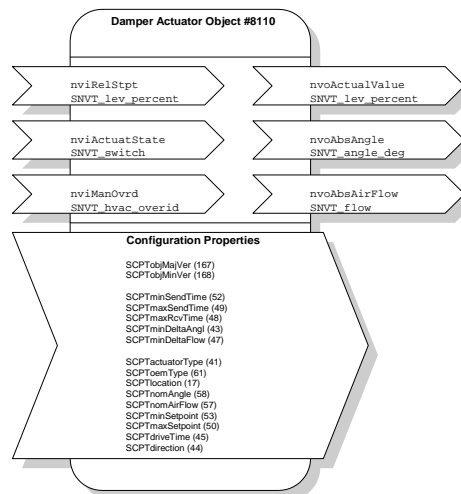 Damper Actuator Object #8110
nviRelStpt
SNVT_lev_percent
nvoActualValue
SNVT_lev_percent
nviActuatState
SNVT_switch
nvoAbsAngle
SNVT_angle_deg
nviManOvrd
SNVT_hvac_overid
nvoAbsAirFlow
SNVT_flow
Configuration Properties
SCPTobjMajVer (167)
SCPTobjMinVer (168)
SCPTminSendTime (52)
SCPTmaxSendTime (49)
SCPTmaxRcvTime (48)
SCPTminDeltaAngl (43)
SCPTminDeltaFlow (47)
SCPTactuatorType (41)
SCPToemType (61)
SCPTlocation (17)
SCPTnomAngle (58)
SCPTnomAirFlow (57)
SCPTminSetpoint (53)
SCPTmaxSetpoint (50)
SCPTdriveTime (45)
SCPTdirection (44)